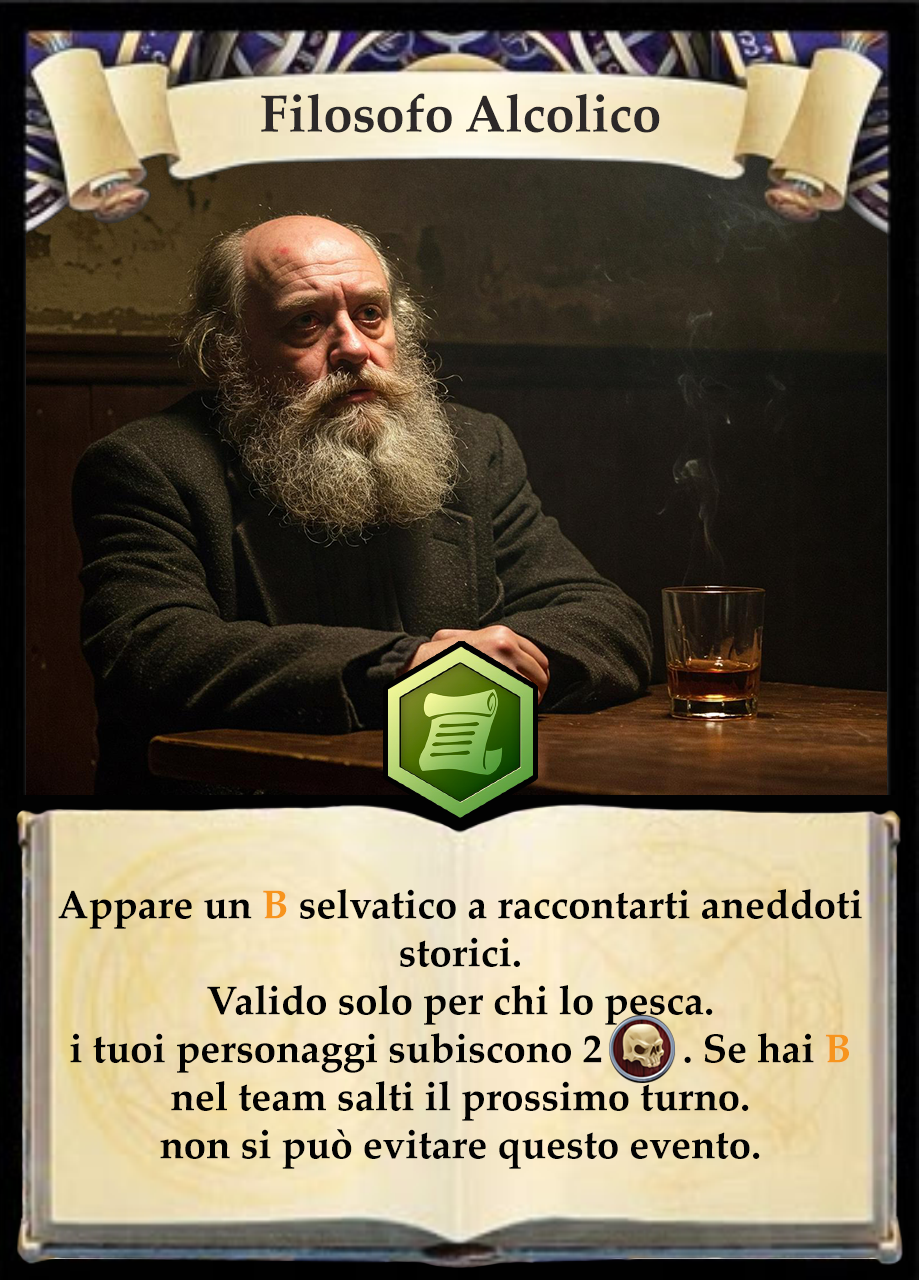 Filosofo Alcolico
Appare un B selvatico a raccontarti aneddoti
storici.
Valido solo per chi lo pesca.
i tuoi personaggi subiscono 2 . Se hai B
nel team salti il prossimo turno.
non si può evitare questo evento.